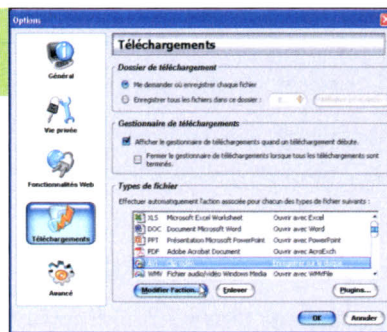 Options
Général
Vie privée
Fonctionnalités Web
Téléchargements
Avancé
Téléchargements
Dossier de téléchargement
Me demander où enregistrer chaque fichier
Enregistrer tous les fichiers dans ce dossier :
Gestionnaire de téléchargements
Afficher le gestionnaire de téléchargements quand un téléchargement débute.
Fermer le gestionnaire de téléchargements lorsque tous les téléchargements sont
terminés.
Types de fichier
Effectuer automatiquement l'action associée pour chacun des types de fichier suivants :
XLS Microsoft Excel Worksheet Ouvrir avec Excel
DOC Document Microsoft Word Ouvrir avec Word
PPT Présentation Microsoft PowerPoint Ouvrir avec PowerPoint
PDF Adobe Acrobat Document Ouvrir avec AcroExch
Enregistrer sur le disque
WMV Fichier audio/vidéo Windows Media Ouvrir avec WMVFile
Modifier l'action...
Enlever
Plugins...
OK
Annuler